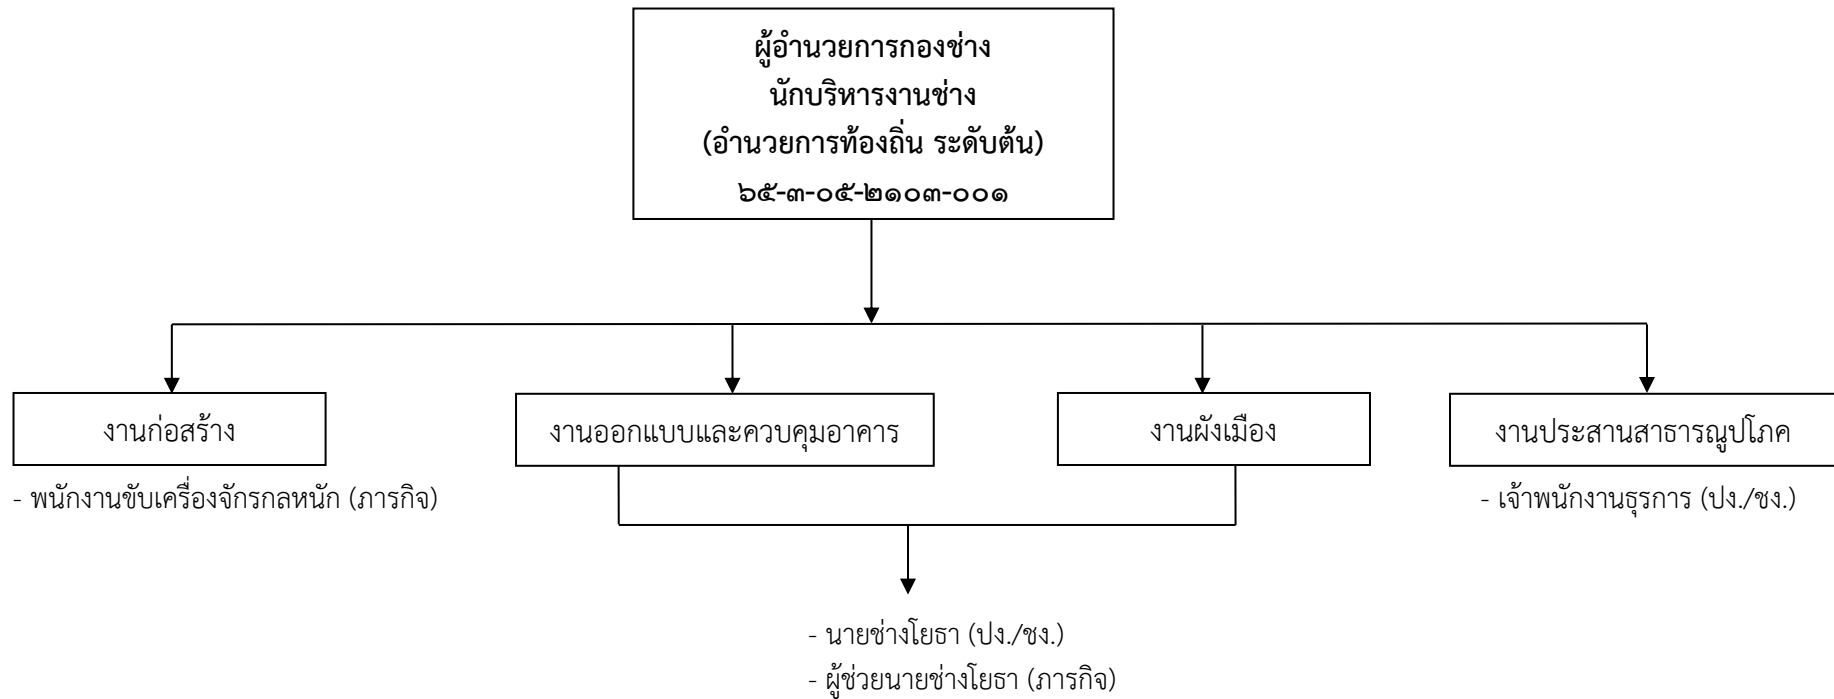 ผู้อำนวยการกองช่าง
นักบริหารงานช่าง
(อำนวยการท้องถิ่น ระดับต้น)
๖๕-๓-๐๕-๒๑๐๓-๐๐๑
งานก่อสร้าง
งานออกแบบและควบคุมอาคาร
งานผังเมือง
งานประสานสาธารณูปโภค
- พนักงานขับเครื่องจักรกลหนัก (ภารกิจ)
- เจ้าพนักงานธุรการ (ปง./ชง.)
- นายช่างโยธา (ปง./ชง.)
- ผู้ช่วยนายช่างโยธา (ภารกิจ)